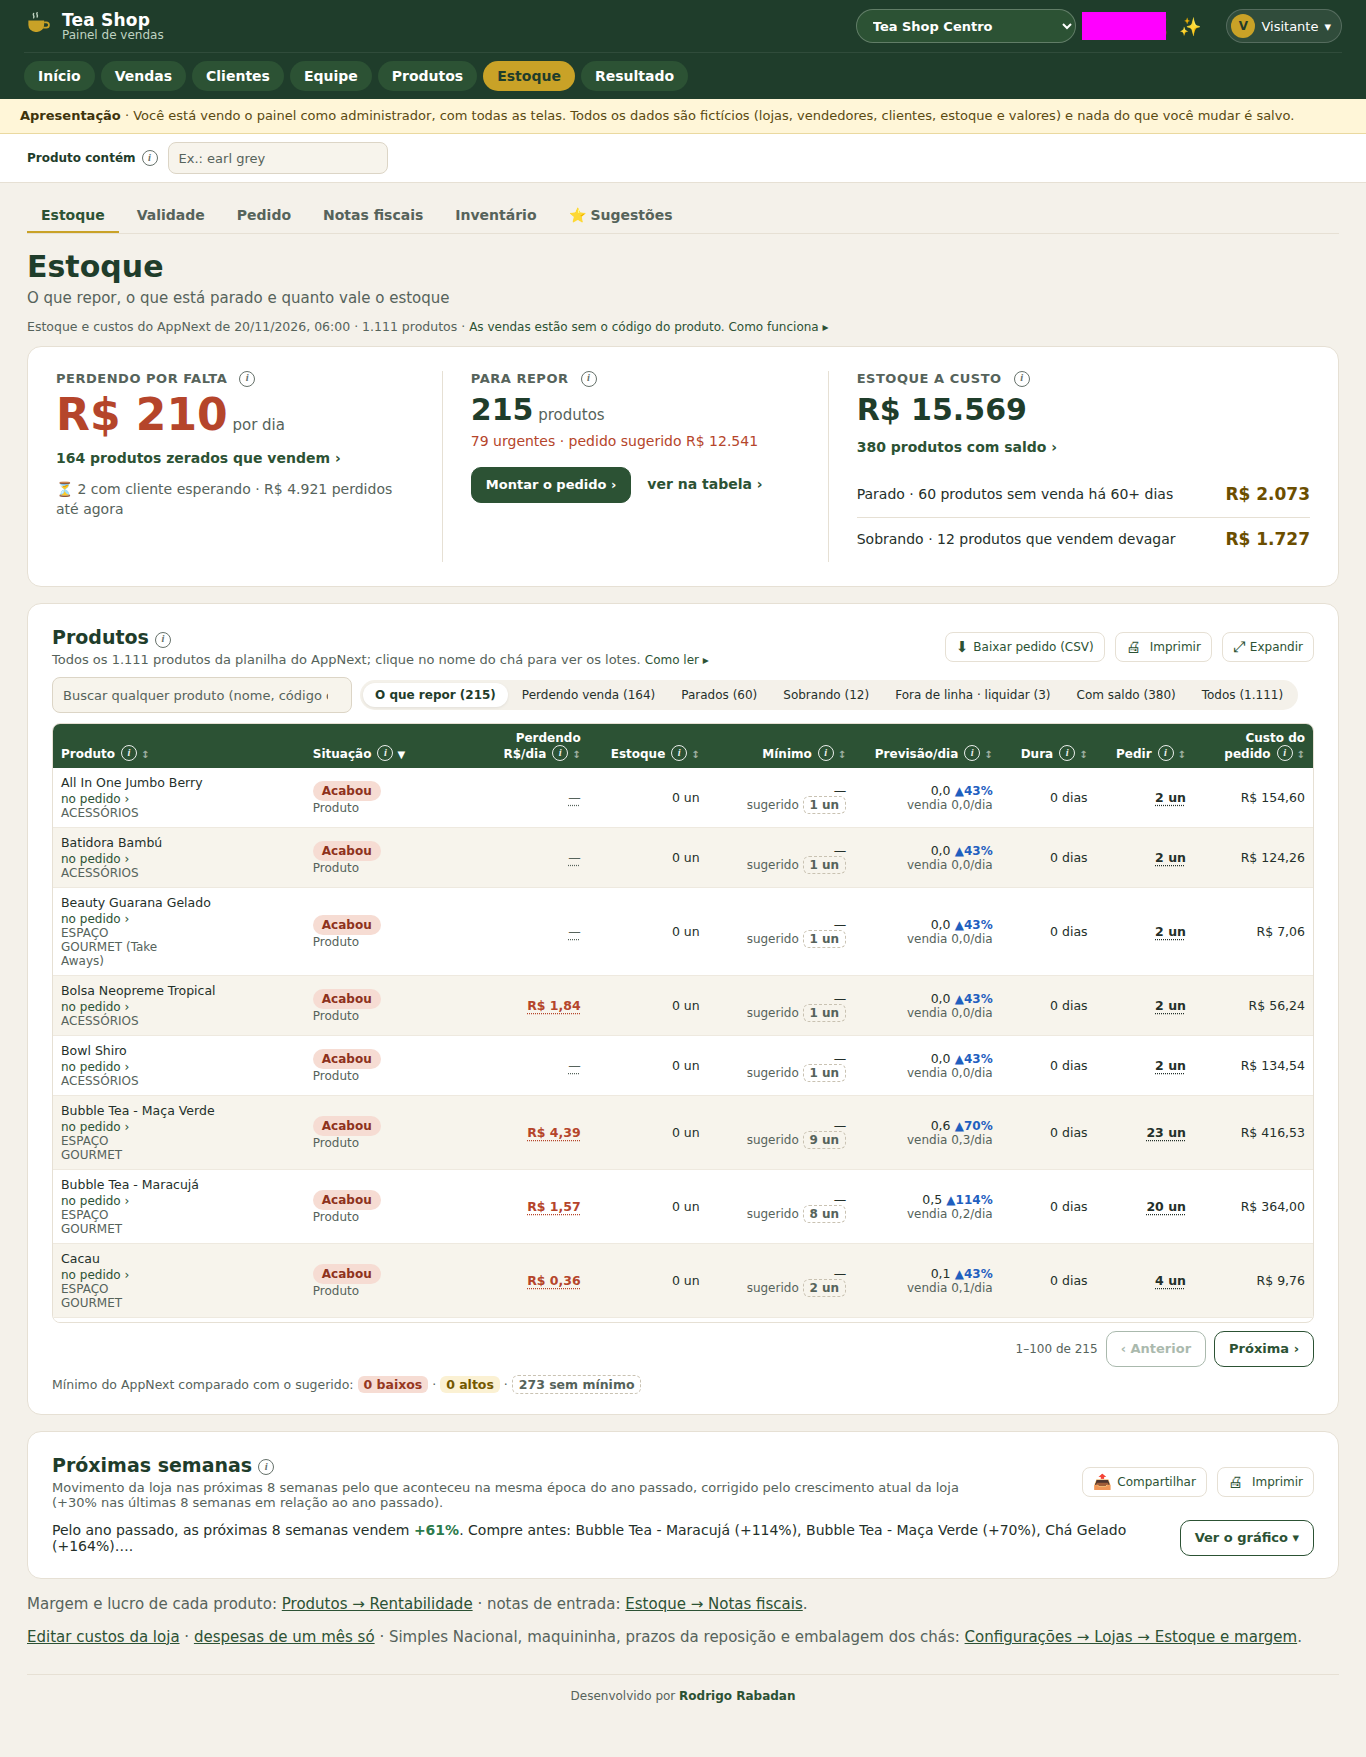 Tea Shop
Painel de vendas
Tea Shop Centro
V Visitante ▾
Início Vendas Clientes Equipe Produtos Estoque Resultado
Apresentação · Você está vendo o painel como administrador, com todas as telas. Todos os dados são fictícios (lojas, vendedores, clientes, estoque e valores) e nada do que você mudar é salvo.
Produto contém i Ex.: earl grey
Estoque Validade Pedido Notas fiscais Inventário ⭐ Sugestões
Estoque
O que repor, o que está parado e quanto vale o estoque
Estoque e custos do AppNext de 20/11/2026, 06:00 · 1.111 produtos · As vendas estão sem o código do produto. Como funciona ▸
PERDENDO POR FALTA i
R$ 210 por dia
164 produtos zerados que vendem ›
⏳ 2 com cliente esperando · R$ 4.921 perdidos
até agora
PARA REPOR i
215 produtos
79 urgentes · pedido sugerido R$ 12.541
Montar o pedido › ver na tabela ›
ESTOQUE A CUSTO i
R$ 15.569
380 produtos com saldo ›
Parado · 60 produtos sem venda há 60+ dias R$ 2.073
Sobrando · 12 produtos que vendem devagar R$ 1.727
Produtos i
Todos os 1.111 produtos da planilha do AppNext; clique no nome do chá para ver os lotes. Como ler ▸
⬇ Baixar pedido (CSV) 🖨 Imprimir ⤢ Expandir
Buscar qualquer produto (nome, código
O que repor (215) Perdendo venda (164) Parados (60) Sobrando (12) Fora de linha · liquidar (3) Com saldo (380) Todos (1.111)
Produto i ↕ Situação i ▼ Perdendo R$/dia i ↕ Estoque i ↕ Mínimo i ↕ Previsão/dia i ↕ Dura i ↕ Pedir i ↕ Custo do pedido i ↕
All In One Jumbo Berry
no pedido ›
ACESSÓRIOS
Acabou
Produto
— 0 un —
sugerido 1 un
0,0 ▲43%
vendia 0,0/dia
0 dias 2 un R$ 154,60
Batidora Bambú
no pedido ›
ACESSÓRIOS
Acabou
Produto
— 0 un —
sugerido 1 un
0,0 ▲43%
vendia 0,0/dia
0 dias 2 un R$ 124,26
Beauty Guarana Gelado
no pedido ›
ESPAÇO
GOURMET (Take
Aways)
Acabou
Produto
— 0 un —
sugerido 1 un
0,0 ▲43%
vendia 0,0/dia
0 dias 2 un R$ 7,06
Bolsa Neopreme Tropical
no pedido ›
ACESSÓRIOS
Acabou
Produto
R$ 1,84 0 un —
sugerido 1 un
0,0 ▲43%
vendia 0,0/dia
0 dias 2 un R$ 56,24
Bowl Shiro
no pedido ›
ACESSÓRIOS
Acabou
Produto
— 0 un —
sugerido 1 un
0,0 ▲43%
vendia 0,0/dia
0 dias 2 un R$ 134,54
Bubble Tea - Maça Verde
no pedido ›
ESPAÇO
GOURMET
Acabou
Produto
R$ 4,39 0 un —
sugerido 9 un
0,6 ▲70%
vendia 0,3/dia
0 dias 23 un R$ 416,53
Bubble Tea - Maracujá
no pedido ›
ESPAÇO
GOURMET
Acabou
Produto
R$ 1,57 0 un —
sugerido 8 un
0,5 ▲114%
vendia 0,2/dia
0 dias 20 un R$ 364,00
Cacau
no pedido ›
ESPAÇO
GOURMET
Acabou
Produto
R$ 0,36 0 un —
sugerido 2 un
0,1 ▲43%
vendia 0,1/dia
0 dias 4 un R$ 9,76
1–100 de 215 ‹ Anterior Próxima ›
Mínimo do AppNext comparado com o sugerido: 0 baixos · 0 altos · 273 sem mínimo
Próximas semanas i
Movimento da loja nas próximas 8 semanas pelo que aconteceu na mesma época do ano passado, corrigido pelo crescimento atual da loja
(+30% nas últimas 8 semanas em relação ao ano passado).
📤 Compartilhar 🖨 Imprimir
Pelo ano passado, as próximas 8 semanas vendem +61%. Compre antes: Bubble Tea - Maracujá (+114%), Bubble Tea - Maça Verde (+70%), Chá Gelado
(+164%)....
Ver o gráfico ▾
Margem e lucro de cada produto: Produtos → Rentabilidade · notas de entrada: Estoque → Notas fiscais.
Editar custos da loja · despesas de um mês só · Simples Nacional, maquininha, prazos da reposição e embalagem dos chás: Configurações → Lojas → Estoque e margem.
Desenvolvido por Rodrigo Rabadan